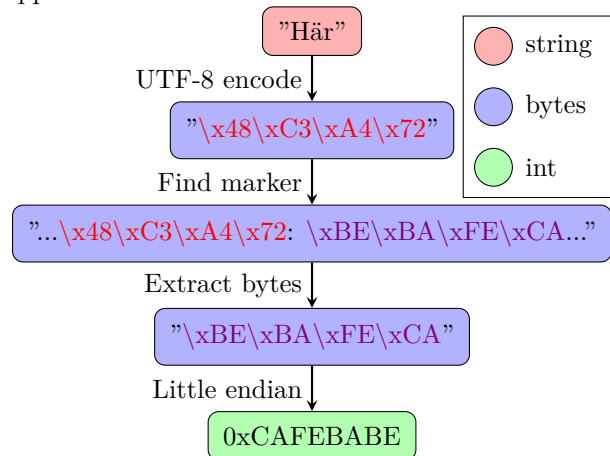 "Här"
string
UTF-8 encode
bytes
"\x48\xC3\xA4\x72"
Find marker
int
"...\x48\xC3\xA4\x72: \xBE\xBA\xFE\xCA..."
Extract bytes
"\xBE\xBA\xFE\xCA"
Little endian
0xCAFEBABE